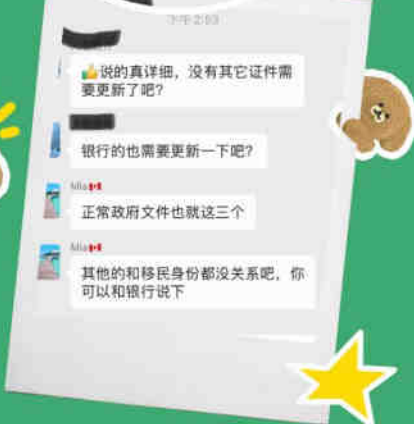 下午2:53
👍说的真详细，没有其它证件需
要更新了吧？
银行的也需要更新一下吧？
Mia🇨🇦
正常政府文件也就这三个
Mia🇨🇦
其他的和移民身份都没关系吧，你
可以和银行说下